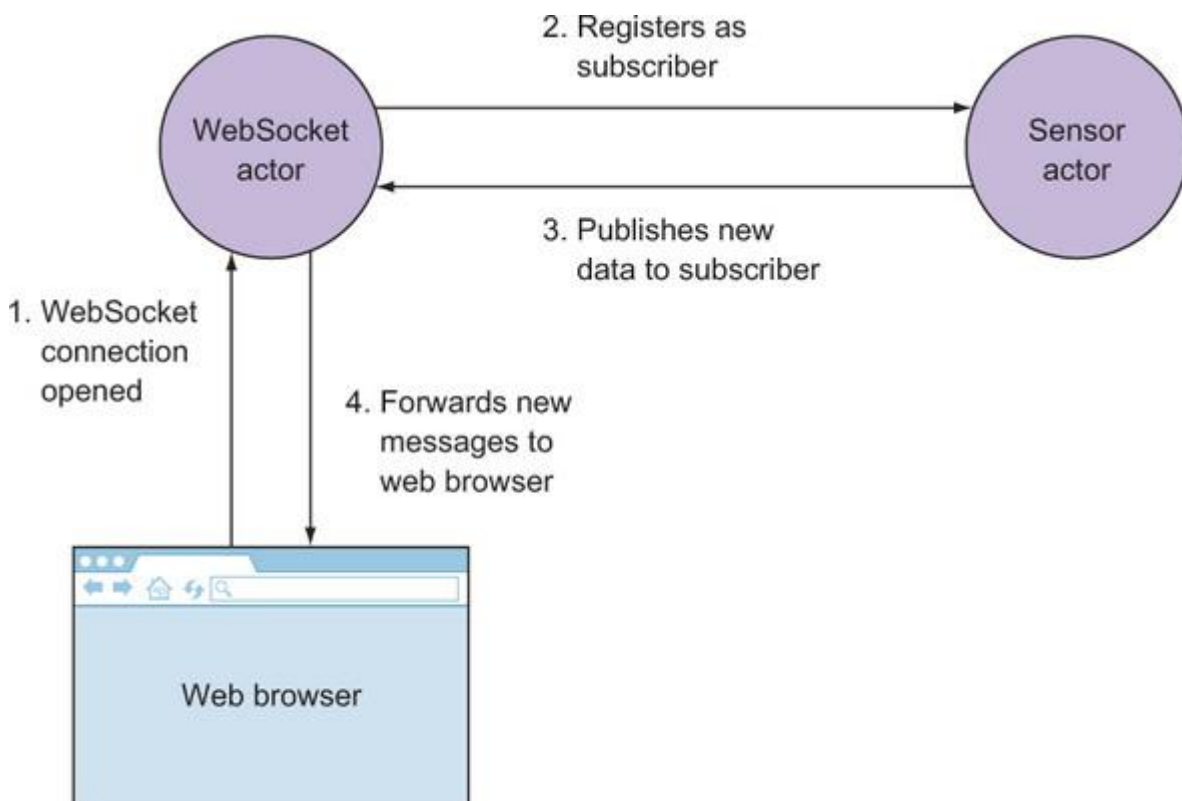 2. Registers as
subscriber
WebSocket
actor
Sensor
actor
3. Publishes new
data to subscriber
1. WebSocket
connection
opened
4. Forwards new
messages to
web browser
Web browser